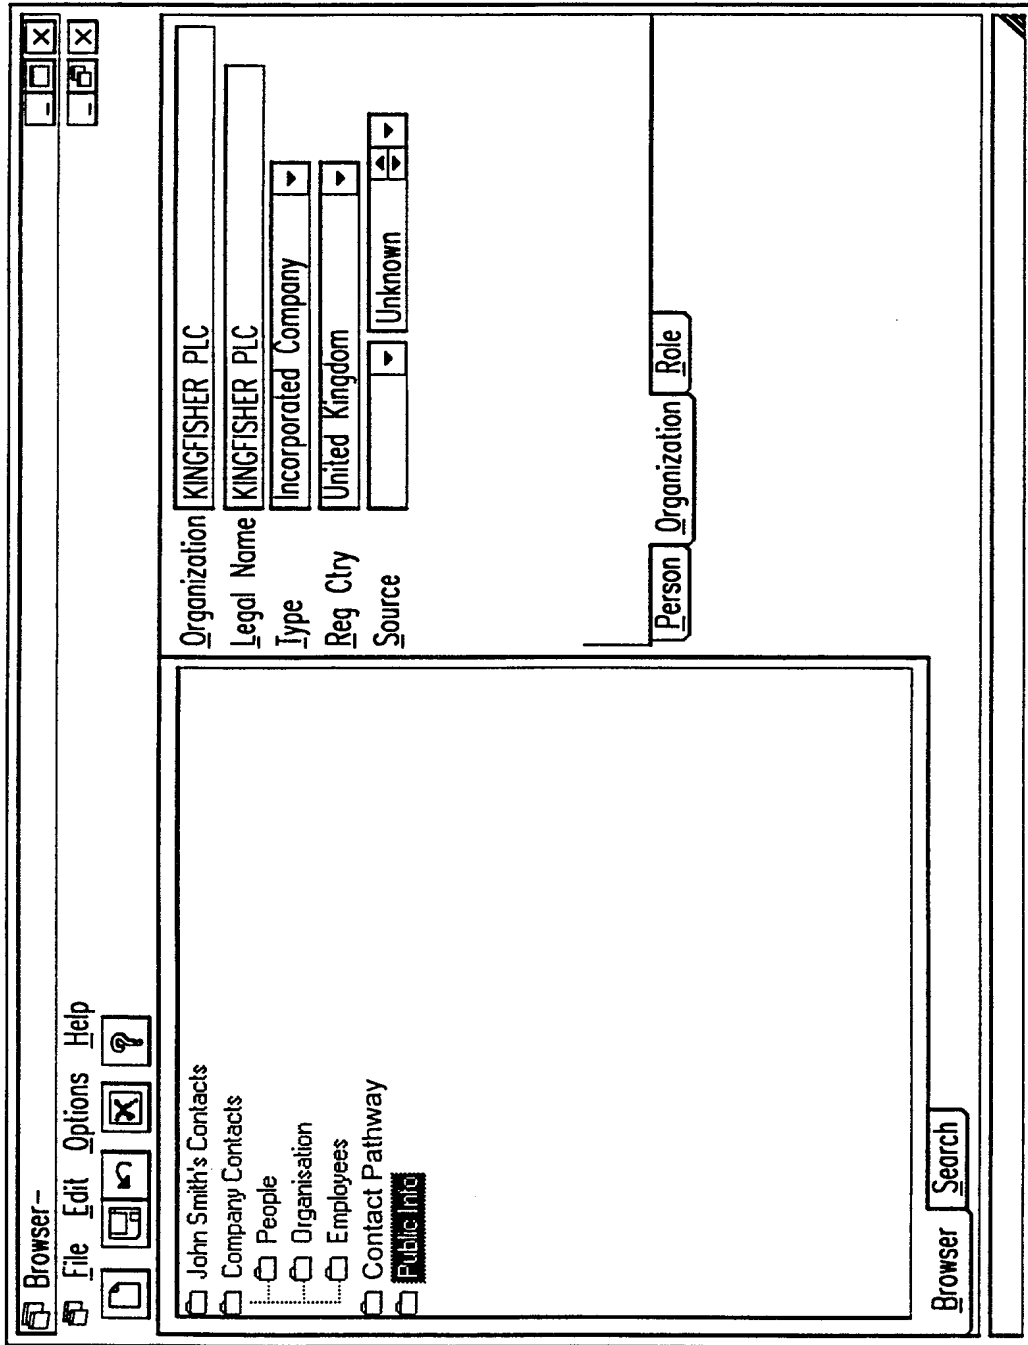 Browser-
File Edit Options Help
?
John Smith's Contacts
Company Contacts
People
Organisation
Employees
Contact Pathway
Public Info
Browser Search
Organization KINGFISHER PLC
Legal Name KINGFISHER PLC
Type Incorporated Company
Reg Ctry United Kingdom
Source Unknown
Person Organization Role